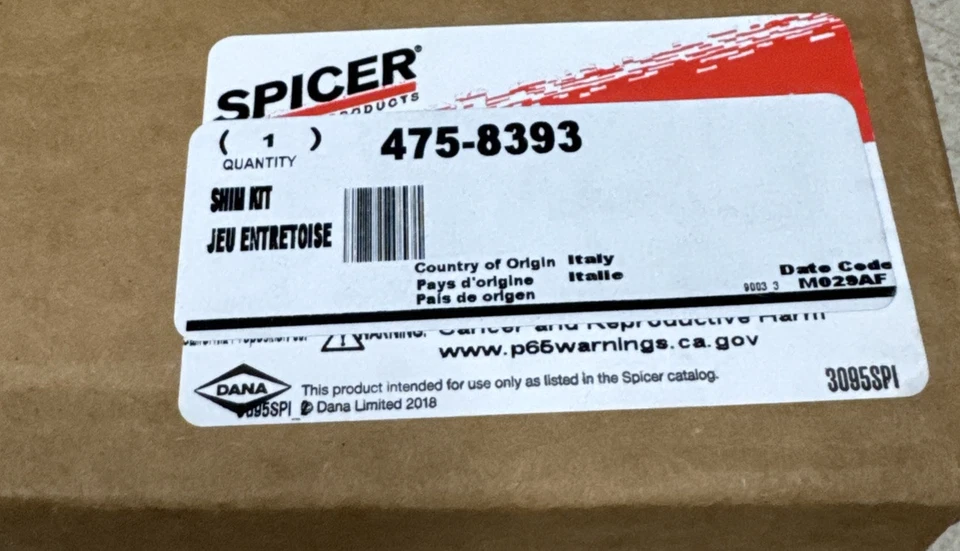 SPICER®
PRODUCTS
( 1 ) 475-8393
QUANTITY
SHIM KIT
JEU ENTRETOISE
Country of Origin Italy
Pays d'origine Italie
Pais de origen
Date Code
9003 3 M029AF
WARNING: Cancer and Reproductive Harm
www.p65warnings.ca.gov
DANA
This product intended for use only as listed in the Spicer catalog.
© Dana Limited 2018
3095SPI